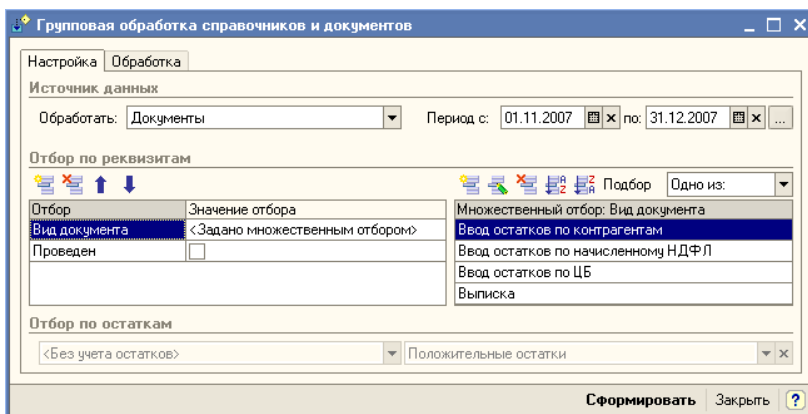 Групповая обработка справочников и документов
Настройка Обработка
Источник данных
Обработать: Документы Период с: 01.11.2007 по: 31.12.2007 ...
Отбор по реквизитам
Подбор Одно из:
Отбор Значение отбора Множественный отбор: Вид документа
Вид документа <Задано множественным отбором> Ввод остатков по контрагентам
Проведен Ввод остатков по начисленному НДФЛ
Ввод остатков по ЦБ
Выписка
Отбор по остаткам
<Без учета остатков> Положительные остатки
Сформировать Закрыть ?